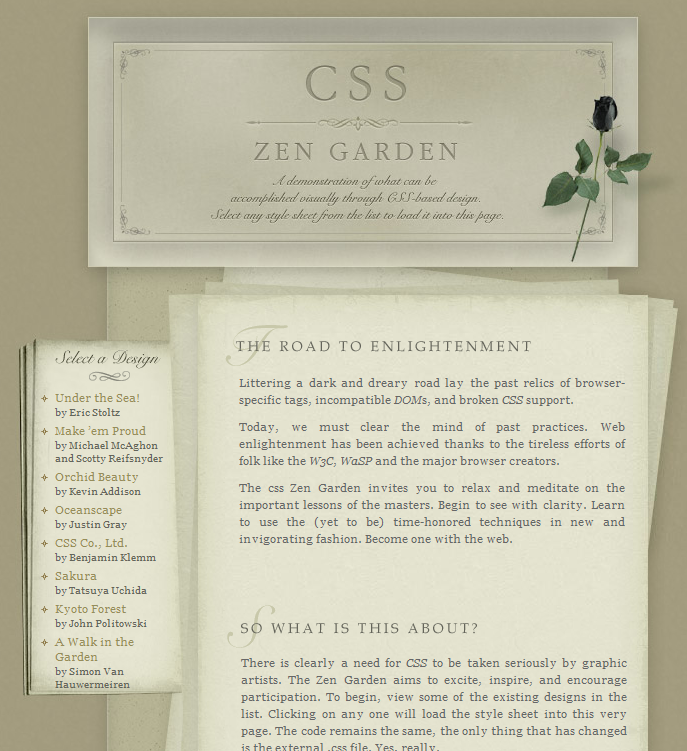 CSS
ZEN GARDEN
A demonstration of what can be
accomplished visually through CSS-based design.
Select any style sheet from the list to load it into this page.
THE ROAD TO ENLIGHTENMENT
Littering a dark and dreary road lay the past relics of browser-
specific tags, incompatible DOMs, and broken CSS support.
Today, we must clear the mind of past practices. Web
enlightenment has been achieved thanks to the tireless efforts of
folk like the W3C, WaSP and the major browser creators.
The css Zen Garden invites you to relax and meditate on the
important lessons of the masters. Begin to see with clarity. Learn
to use the (yet to be) time-honored techniques in new and
invigorating fashion. Become one with the web.
SO WHAT IS THIS ABOUT?
There is clearly a need for CSS to be taken seriously by graphic
artists. The Zen Garden aims to excite, inspire, and encourage
participation. To begin, view some of the existing designs in the
list. Clicking on any one will load the style sheet into this very
page. The code remains the same, the only thing that has changed
is the external .css file. Yes, really.
Select a Design
Under the Sea!
by Eric Stoltz
Make 'em Proud
by Michael McAghon
and Scotty Reifsnyder
Orchid Beauty
by Kevin Addison
Oceanscape
by Justin Gray
CSS Co., Ltd.
by Benjamin Klemm
Sakura
by Tatsuya Uchida
Kyoto Forest
by John Politowski
A Walk in the
Garden
by Simon Van
Hauwermeiren